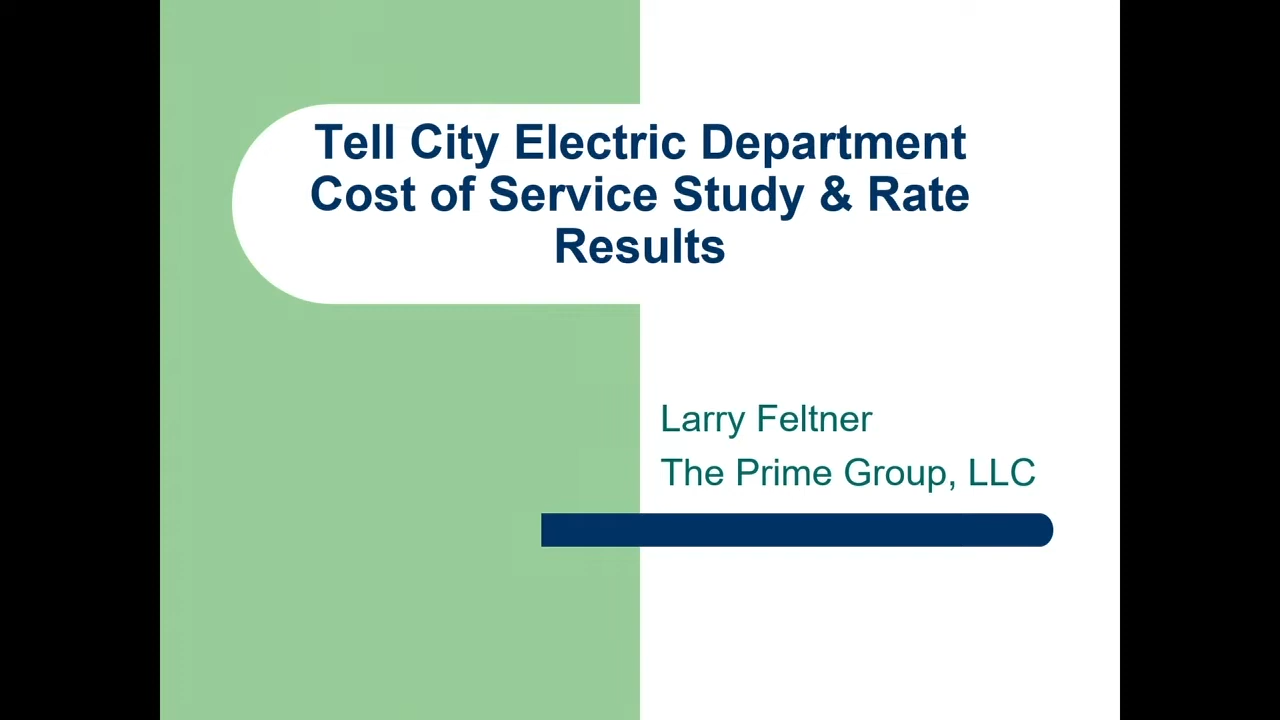 Tell City Electric Department
Cost of Service Study & Rate
Results
Larry Feltner
The Prime Group, LLC